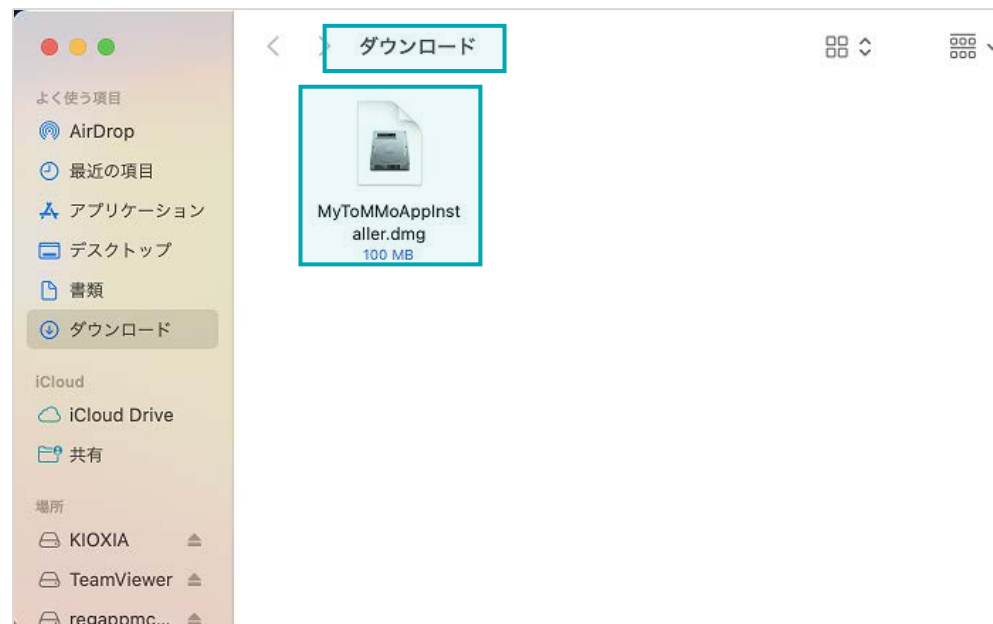 ダウンロード
よく使う項目
AirDrop
最近の項目
アプリケーション
デスクトップ
書類
ダウンロード
iCloud
iCloud Drive
共有
場所
KIOXIA
TeamViewer
regappmc...
MyToMMoAppInst
aller.dmg
100 MB